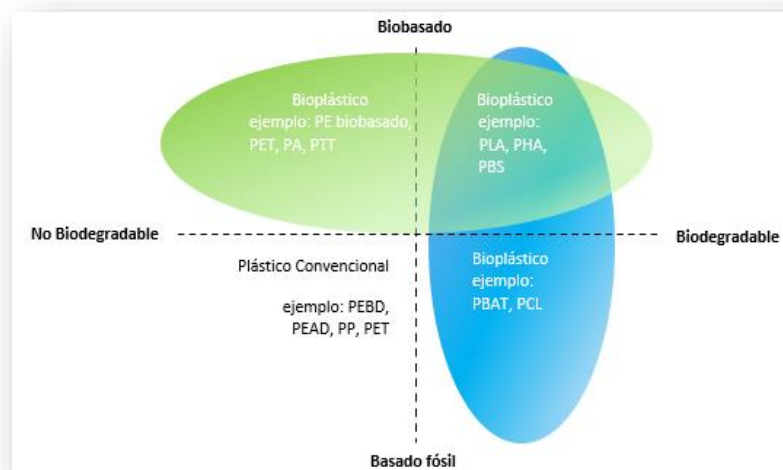 Biobasado
Bioplástico
ejemplo: PE biobasado,
PET, PA, PTT
Bioplástico
ejemplo:
PLA, PHA,
PBS
No Biodegradable
Biodegradable
Plástico Convencional
ejemplo: PEBD,
PEAD, PP, PET
Bioplástico
ejemplo:
PBAT, PCL
Basado fósil